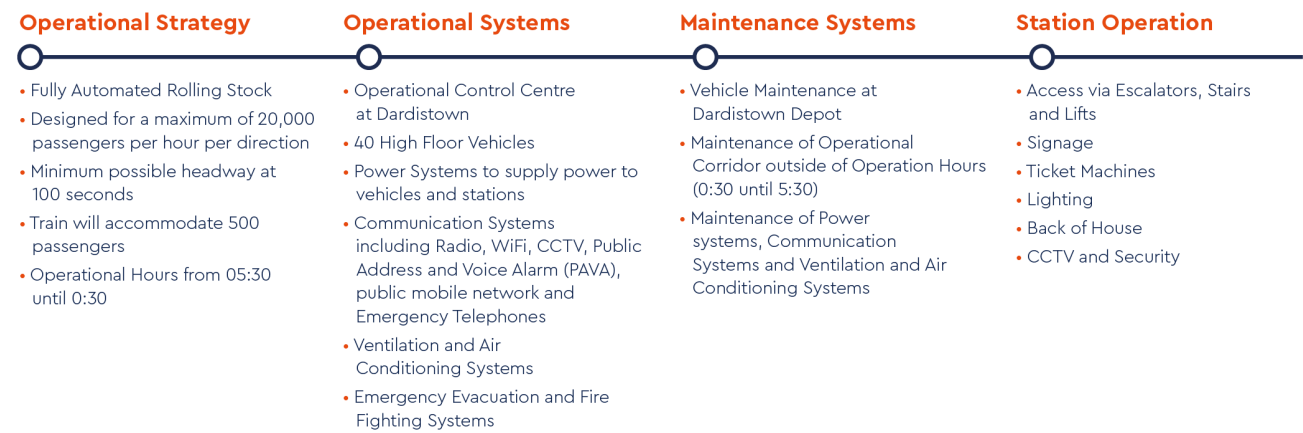 Operational Strategy
• Fully Automated Rolling Stock
• Designed for a maximum of 20,000
passengers per hour per direction
• Minimum possible headway at
100 seconds
• Train will accommodate 500
passengers
• Operational Hours from 05:30
until 0:30
Operational Systems
• Operational Control Centre
at Dardistown
• 40 High Floor Vehicles
• Power Systems to supply power to
vehicles and stations
• Communication Systems
including Radio, WiFi, CCTV, Public
Address and Voice Alarm (PAVA),
public mobile network and
Emergency Telephones
• Ventilation and Air
Conditioning Systems
• Emergency Evacuation and Fire
Fighting Systems
Maintenance Systems
• Vehicle Maintenance at
Dardistown Depot
• Maintenance of Operational
Corridor outside of Operation Hours
(0:30 until 5:30)
• Maintenance of Power
systems, Communication
Systems and Ventilation and Air
Conditioning Systems
Station Operation
• Access via Escalators, Stairs
and Lifts
• Signage
• Ticket Machines
• Lighting
• Back of House
• CCTV and Security